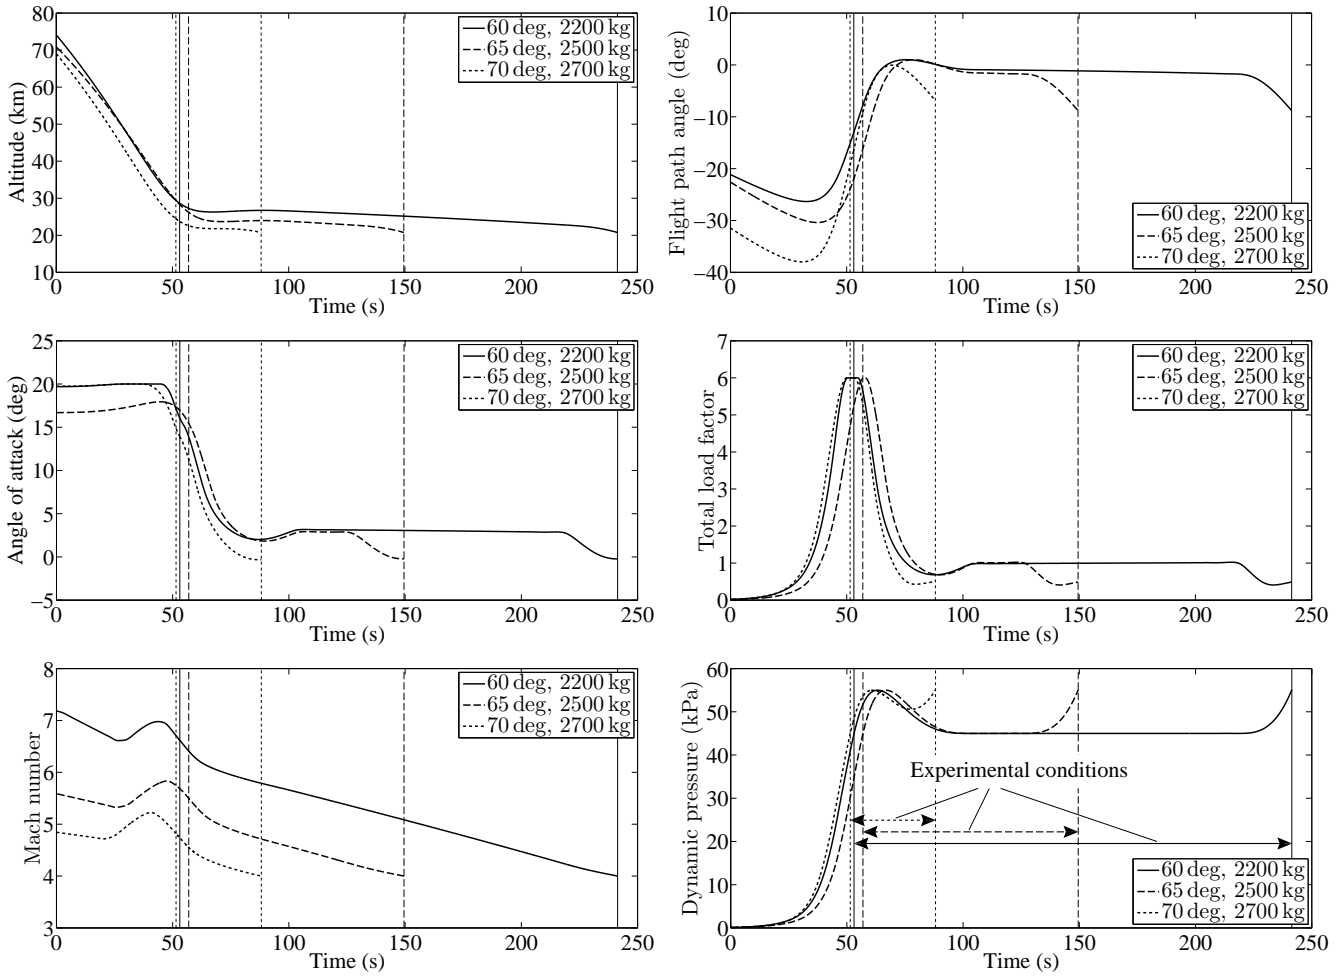 80
70
60
50
40
30
20
10
0
50
100
150
200
250
Altitude (km)
Time (s)
60 deg, 2200 kg
65 deg, 2500 kg
70 deg, 2700 kg
10
0
−10
−20
−30
−40
0
50
100
150
200
250
Flight path angle (deg)
Time (s)
60 deg, 2200 kg
65 deg, 2500 kg
70 deg, 2700 kg
25
20
15
10
5
0
−5
0
50
100
150
200
250
Angle of attack (deg)
Time (s)
60 deg, 2200 kg
65 deg, 2500 kg
70 deg, 2700 kg
7
6
5
4
3
2
1
0
0
50
100
150
200
250
Total load factor
Time (s)
60 deg, 2200 kg
65 deg, 2500 kg
70 deg, 2700 kg
8
7
6
5
4
3
0
50
100
150
200
250
Mach number
Time (s)
60 deg, 2200 kg
65 deg, 2500 kg
70 deg, 2700 kg
60
50
40
30
20
10
0
0
50
100
150
200
250
Dynamic pressure (kPa)
Time (s)
Experimental conditions
60 deg, 2200 kg
65 deg, 2500 kg
70 deg, 2700 kg